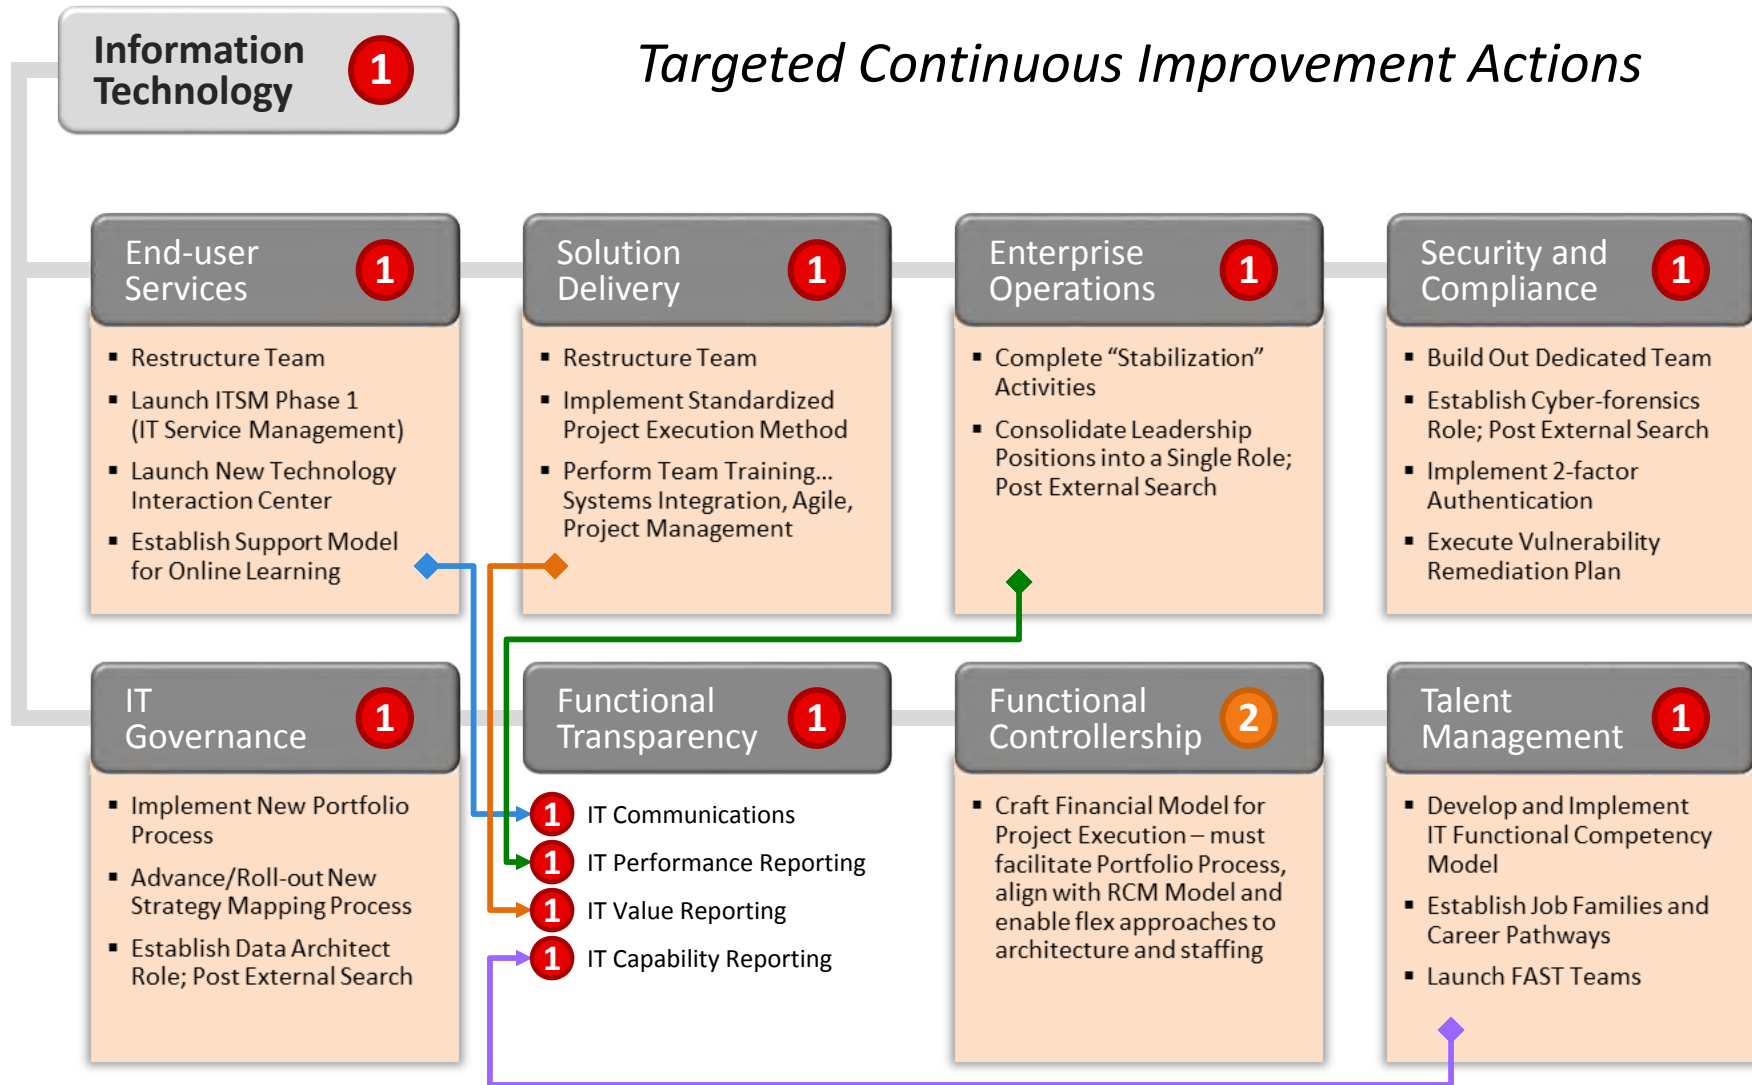 Information
Technology
1
Targeted Continuous Improvement Actions
End-user
Services
1
▪ Restructure Team
▪ Launch ITSM Phase 1
(IT Service Management)
▪ Launch New Technology
Interaction Center
▪ Establish Support Model
for Online Learning
Solution
Delivery
1
▪ Restructure Team
▪ Implement Standardized
Project Execution Method
▪ Perform Team Training...
Systems Integration, Agile,
Project Management
Enterprise
Operations
1
▪ Complete “Stabilization”
Activities
▪ Consolidate Leadership
Positions into a Single Role;
Post External Search
Security and
Compliance
1
▪ Build Out Dedicated Team
▪ Establish Cyber-forensics
Role; Post External Search
▪ Implement 2-factor
Authentication
▪ Execute Vulnerability
Remediation Plan
IT
Governance
1
▪ Implement New Portfolio
Process
▪ Advance/Roll-out New
Strategy Mapping Process
▪ Establish Data Architect
Role; Post External Search
Functional
Transparency
1
1 IT Communications
1 IT Performance Reporting
1 IT Value Reporting
1 IT Capability Reporting
Functional
Controllership
2
▪ Craft Financial Model for
Project Execution – must
facilitate Portfolio Process,
align with RCM Model and
enable flex approaches to
architecture and staffing
Talent
Management
1
▪ Develop and Implement
IT Functional Competency
Model
▪ Establish Job Families and
Career Pathways
▪ Launch FAST Teams